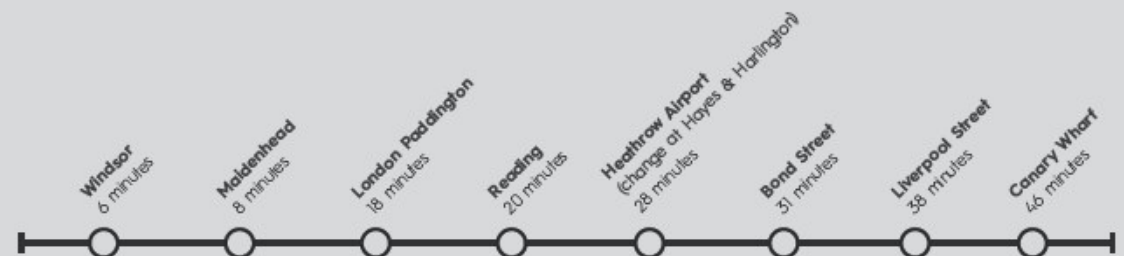 Windsor
6 minutes
Maidenhead
8 minutes
London Paddington
18 minutes
Reading
20 minutes
Heathrow Airport
(change at Hayes & Harlington)
28 minutes
Bond Street
31 minutes
Liverpool Street
38 minutes
Canary Wharf
46 minutes